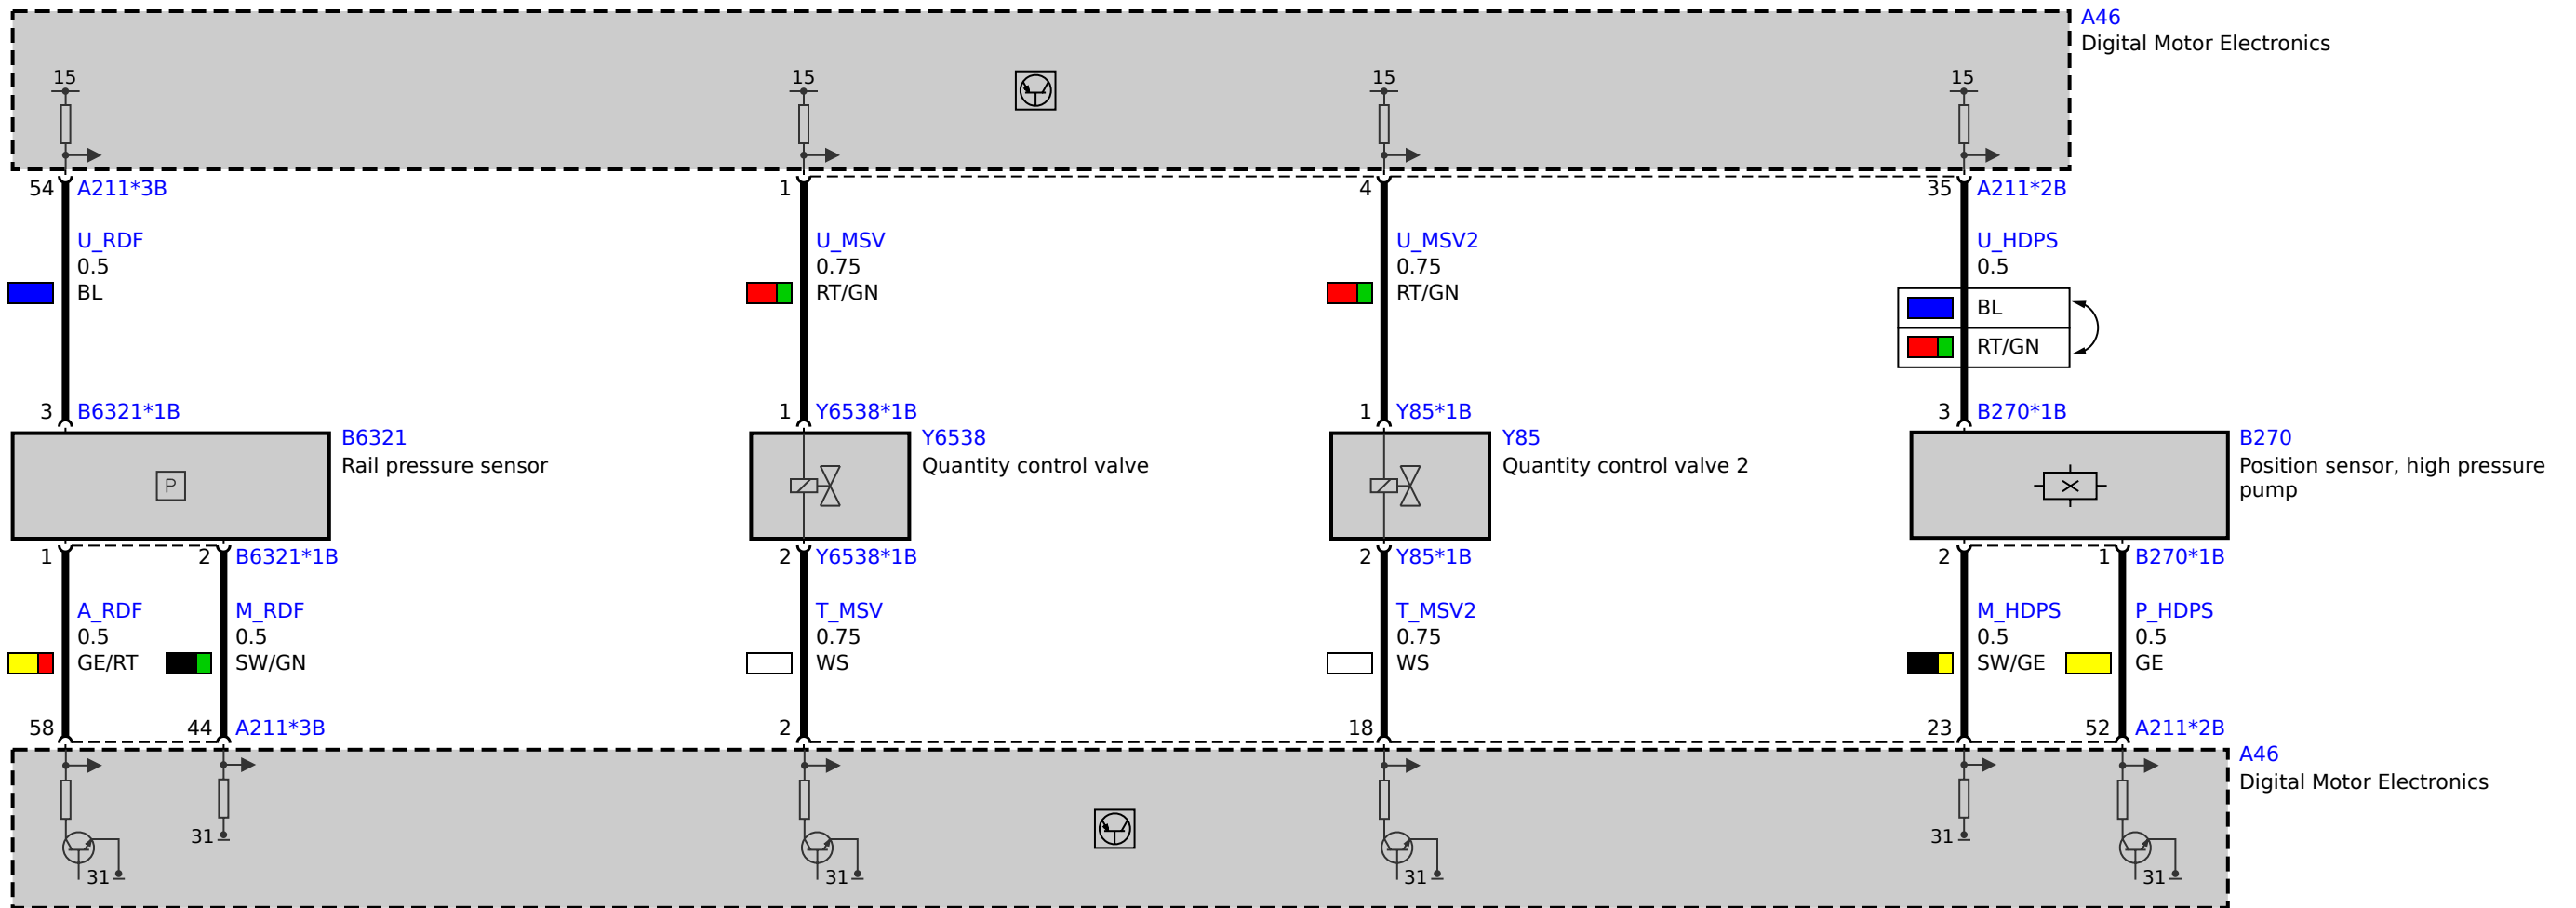 A46
Digital Motor Electronics
15 15 15 15
54 A211*3B 1 4 35 A211*2B
U_RDF U_MSV U_MSV2 U_HDPS
0.5 0.75 0.75 0.5
BL RT/GN RT/GN BL
RT/GN
3 B6321*1B 1 Y6538*1B 1 Y85*1B 3 B270*1B
B6321 Y6538 Y85 B270
Rail pressure sensor Quantity control valve Quantity control valve 2 Position sensor, high pressure
pump
P
1 2 B6321*1B 2 Y6538*1B 2 Y85*1B 2 1 B270*1B
A_RDF M_RDF T_MSV T_MSV2 M_HDPS P_HDPS
0.5 0.5 0.75 0.75 0.5 0.5
GE/RT SW/GN WS WS SW/GE GE
58 44 A211*3B 2 18 23 52 A211*2B
A46
Digital Motor Electronics
31 31
31 31 31 31